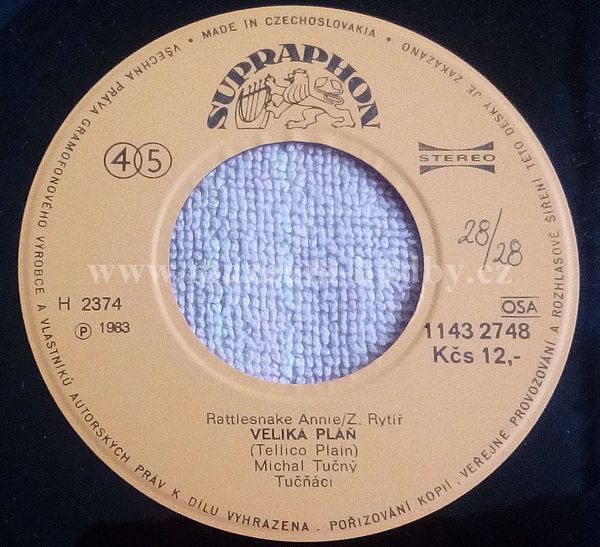 VŠECHNA PRÁVA GRAMOFONOVÉHO VÝROBCE A VLASTNÍKŮ AUTORSKÝCH PRÁV K DÍLU VYHRAZENA. POŘIZOVÁNÍ KOPIÍ, VEŘEJNÉ PROVOZOVÁNÍ A ROZHLASOVÉ ŠÍŘENÍ TÉTO DESKY JE ZAKÁZÁNO • MADE IN CZECHOSLOVAKIA •
SUPRAPHON
45
STEREO
28/28
H 2374
℗ 1983
OSA
1143 2748
Kčs 12,-
Rattlesnake Annie/Z. Rytíř
VELIKÁ PLÁŇ
(Tellico Plain)
Michal Tučný
Tučňáci